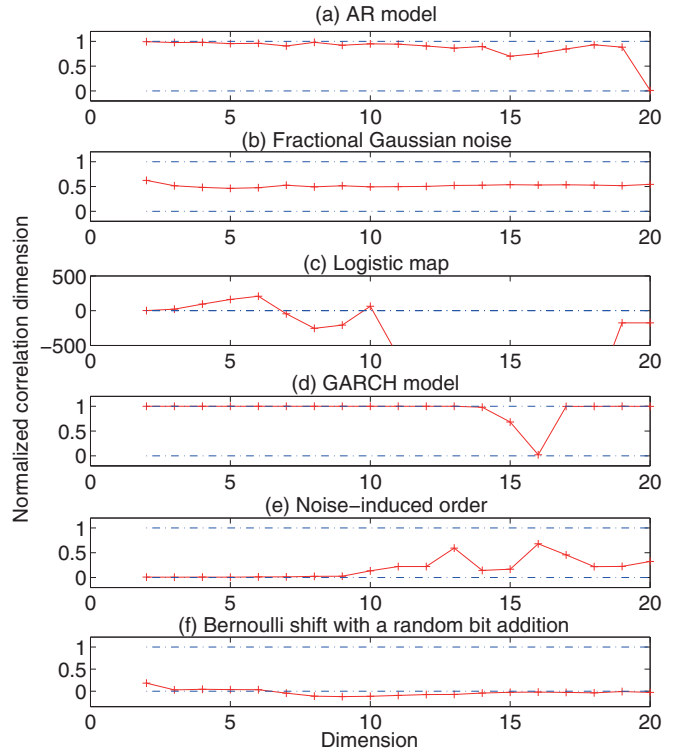 (a) AR model
1
0.5
0
0 5 10 15 20
(b) Fractional Gaussian noise
1
0.5
0
0 5 10 15 20
(c) Logistic map
500
0
−500
0 5 10 15 20
(d) GARCH model
1
0.5
0
0 5 10 15 20
(e) Noise−induced order
1
0.5
0
0 5 10 15 20
(f) Bernoulli shift with a random bit addition
1
0.5
0
0 5 10 15 20
Dimension
Normalized correlation dimension